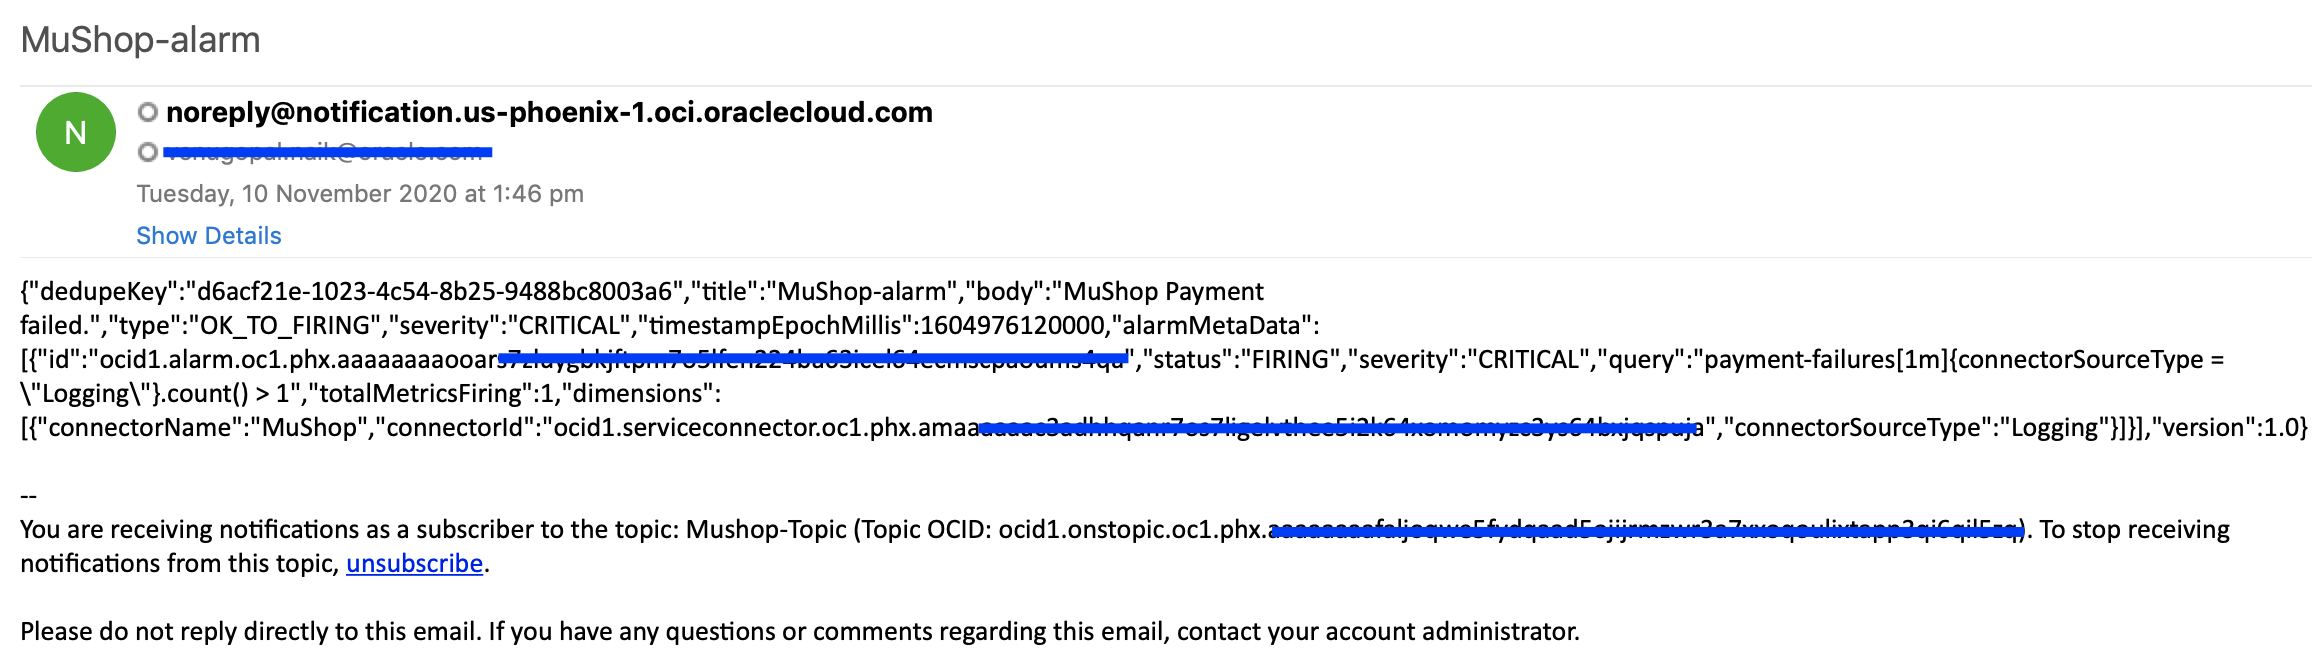 MuShop-alarm
N
noreply@notification.us-phoenix-1.oci.oraclecloud.com
Tuesday, 10 November 2020 at 1:46 pm
Show Details
{"dedupeKey":"d6acf21e-1023-4c54-8b25-9488bc8003a6","title":"MuShop-alarm","body":"MuShop Payment
failed.","type":"OK_TO_FIRING","severity":"CRITICAL","timestampEpochMillis":1604976120000,"alarmMetaData":
[{"id":"ocid1.alarm.oc1.phx.aaaaaaaaooars","status":"FIRING","severity":"CRITICAL","query":"payment-failures[1m]{connectorSourceType =
\"Logging\"}.count() > 1","totalMetricsFiring":1,"dimensions":
[{"connectorName":"MuShop","connectorId":"ocid1.serviceconnector.oc1.phx.amaaa","connectorSourceType":"Logging"}]}],"version":1.0}
--
You are receiving notifications as a subscriber to the topic: Mushop-Topic (Topic OCID: ocid1.onstopic.oc1.phx.). To stop receiving
notifications from this topic, unsubscribe.
Please do not reply directly to this email. If you have any questions or comments regarding this email, contact your account administrator.